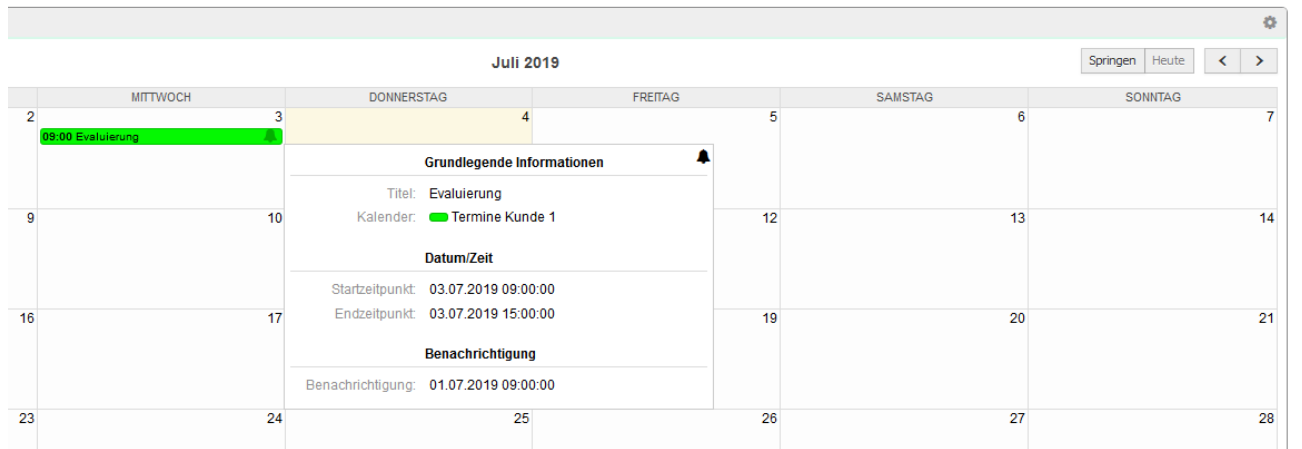 Juli 2019
Springen Heute
MITTWOCH DONNERSTAG FREITAG SAMSTAG SONNTAG
2 3 4 5 6 7
09:00 Evaluierung
Grundlegende Informationen
Titel: Evaluierung
Kalender: Termine Kunde 1
9 10 12 13 14
Datum/Zeit
Startzeitpunkt: 03.07.2019 09:00:00
Endzeitpunkt: 03.07.2019 15:00:00
16 17 19 20 21
Benachrichtigung
Benachrichtigung: 01.07.2019 09:00:00
23 24 25 26 27 28